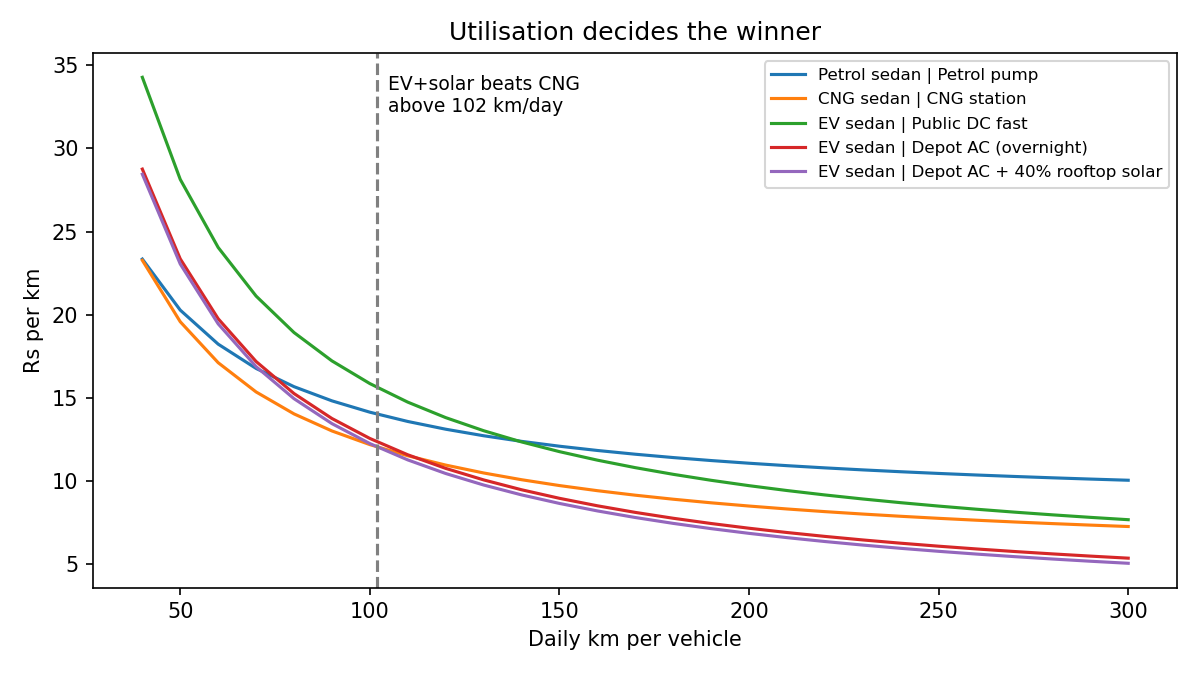 Utilisation decides the winner
EV+solar beats CNG
above 102 km/day
Petrol sedan | Petrol pump
CNG sedan | CNG station
EV sedan | Public DC fast
EV sedan | Depot AC (overnight)
EV sedan | Depot AC + 40% rooftop solar
Rs per km
35
30
25
20
15
10
5
50
100
150
200
250
300
Daily km per vehicle